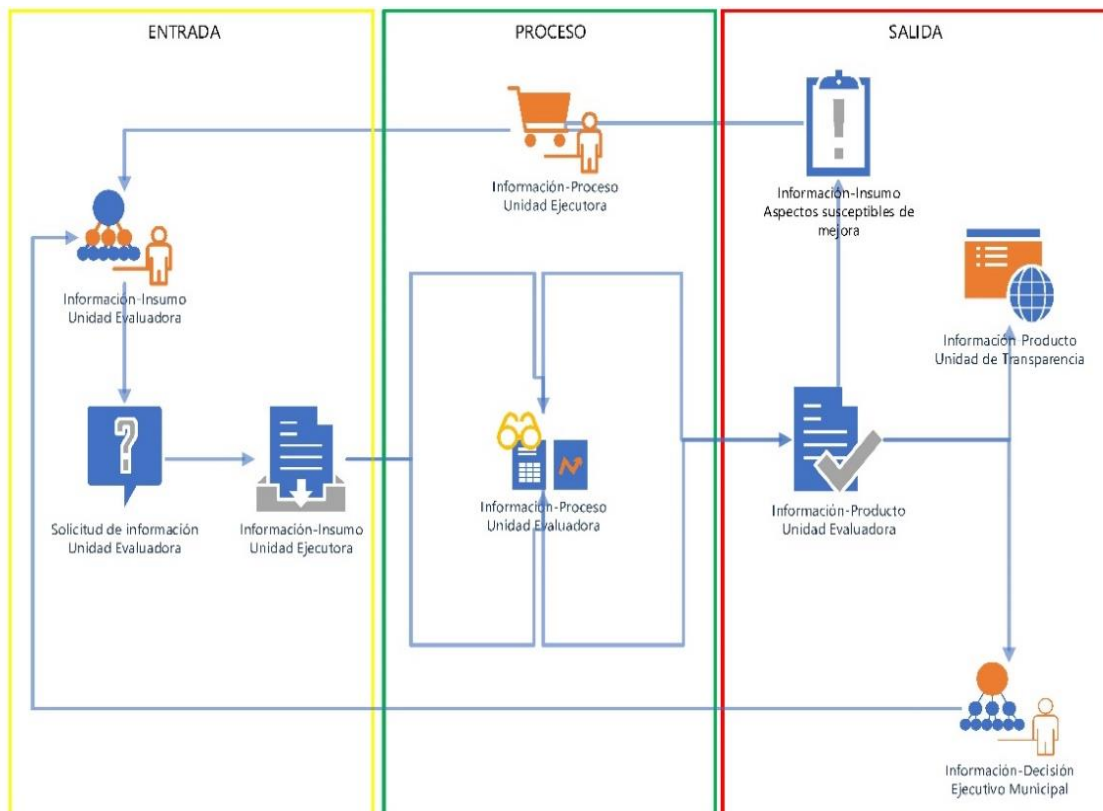 ENTRADA
PROCESO
SALIDA
Información-Proceso
Unidad Ejecutora
Información-Insumo
Aspectos susceptibles de
mejora
Información-Insumo
Unidad Evaluadora
Información-Producto
Unidad de Transparencia
Solicitud de información
Unidad Evaluadora
Información-Insumo
Unidad Ejecutora
Información-Proceso
Unidad Evaluadora
Información-Producto
Unidad Evaluadora
Información-Decisión
Ejecutivo Municipal